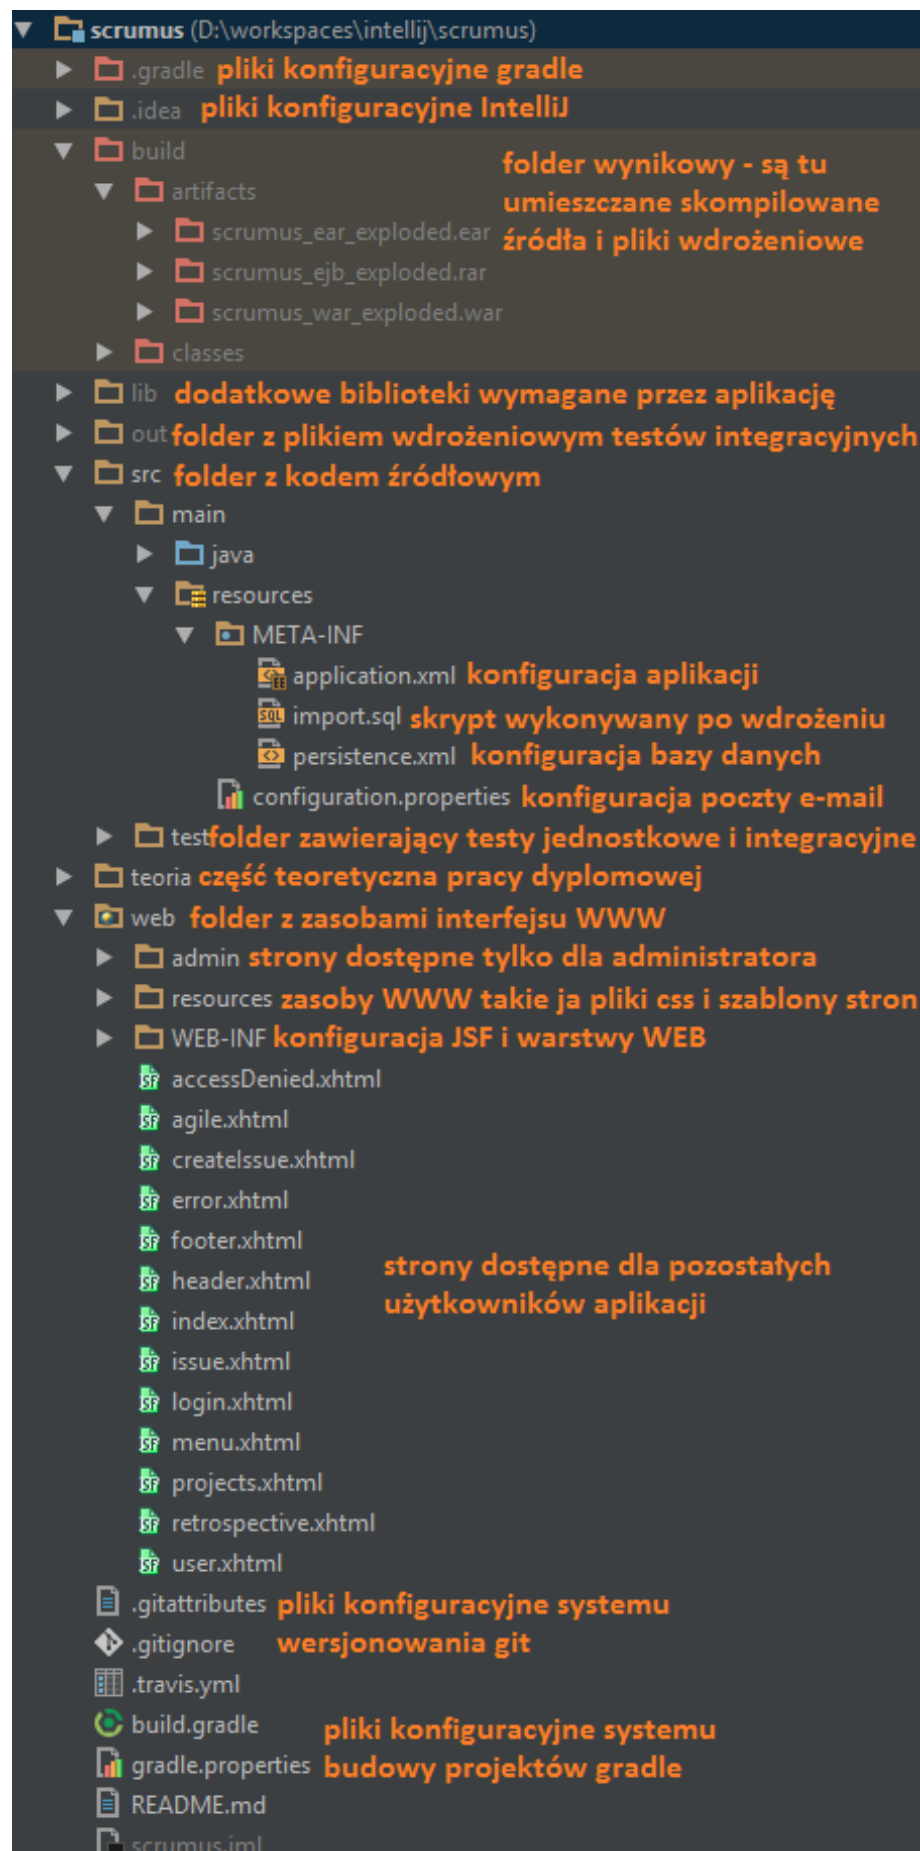 scrumus (D:\workspaces\intellij\scrumus)
.gradle pliki konfiguracyjne gradle
.idea pliki konfiguracyjne IntelliJ
build
folder wynikowy - są tu
artifacts
umieszczane skompilowane
scrumus_ear_exploded.ear
źródła i pliki wdrożeniowe
scrumus_ejb_exploded.rar
scrumus_war_exploded.war
classes
lib dodatkowe biblioteki wymagane przez aplikację
out folder z plikiem wdrożeniowym testów integracyjnych
src folder z kodem źródłowym
main
java
resources
META-INF
application.xml konfiguracja aplikacji
import.sql skrypt wykonywany po wdrożeniu
persistence.xml konfiguracja bazy danych
configuration.properties konfiguracja poczty e-mail
test folder zawierający testy jednostkowe i integracyjne
teoria część teoretyczna pracy dyplomowej
web folder z zasobami interfejsu WWW
admin strony dostępne tylko dla administratora
resources zasoby WWW takie ja pliki css i szablony stron
WEB-INF konfiguracja JSF i warstwy WEB
accessDenied.xhtml
agile.xhtml
createIssue.xhtml
error.xhtml
footer.xhtml
strony dostępne dla pozostałych
header.xhtml
użytkowników aplikacji
index.xhtml
issue.xhtml
login.xhtml
menu.xhtml
projects.xhtml
retrospective.xhtml
user.xhtml
.gitattributes pliki konfiguracyjne systemu
.gitignore wersjonowania git
.travis.yml
build.gradle pliki konfiguracyjne systemu
gradle.properties budowy projektów gradle
README.md
scrumus.iml